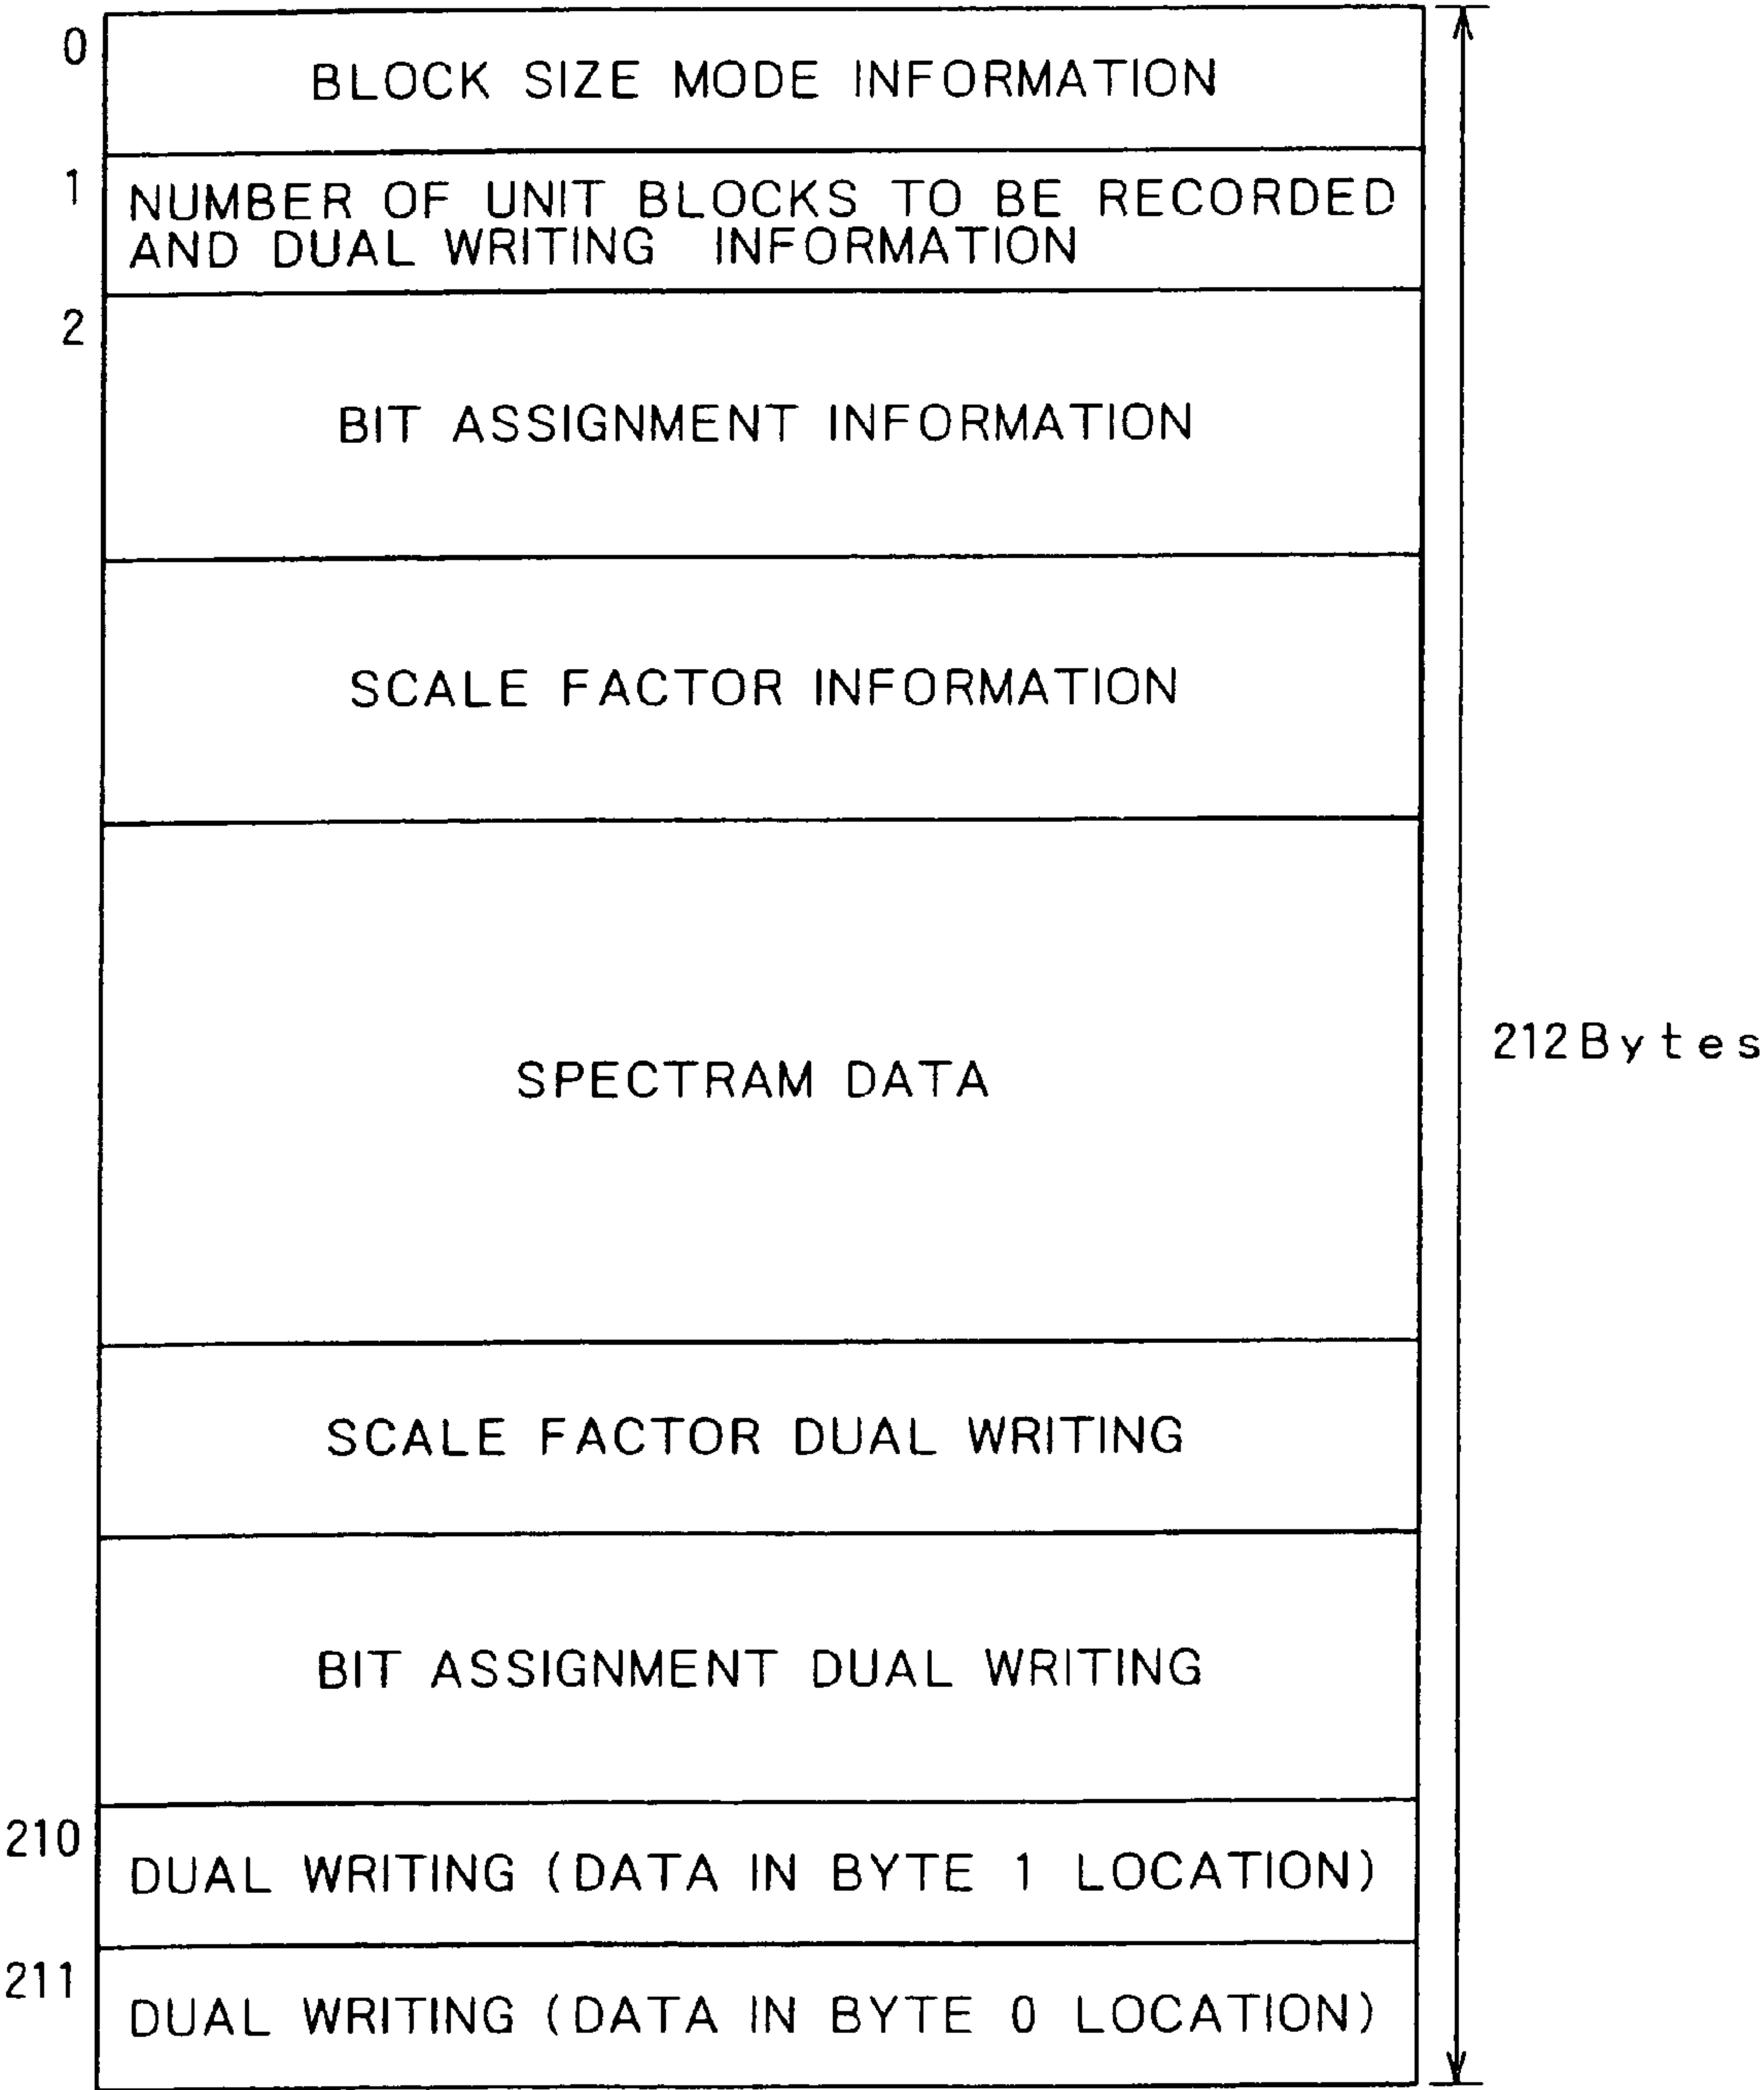 0
BLOCK SIZE MODE INFORMATION
1
NUMBER OF UNIT BLOCKS TO BE RECORDED
AND DUAL WRITING INFORMATION
2
BIT ASSIGNMENT INFORMATION
SCALE FACTOR INFORMATION
SPECTRAM DATA
212Bytes
SCALE FACTOR DUAL WRITING
BIT ASSIGNMENT DUAL WRITING
210
DUAL WRITING (DATA IN BYTE 1 LOCATION)
211
DUAL WRITING (DATA IN BYTE 0 LOCATION)